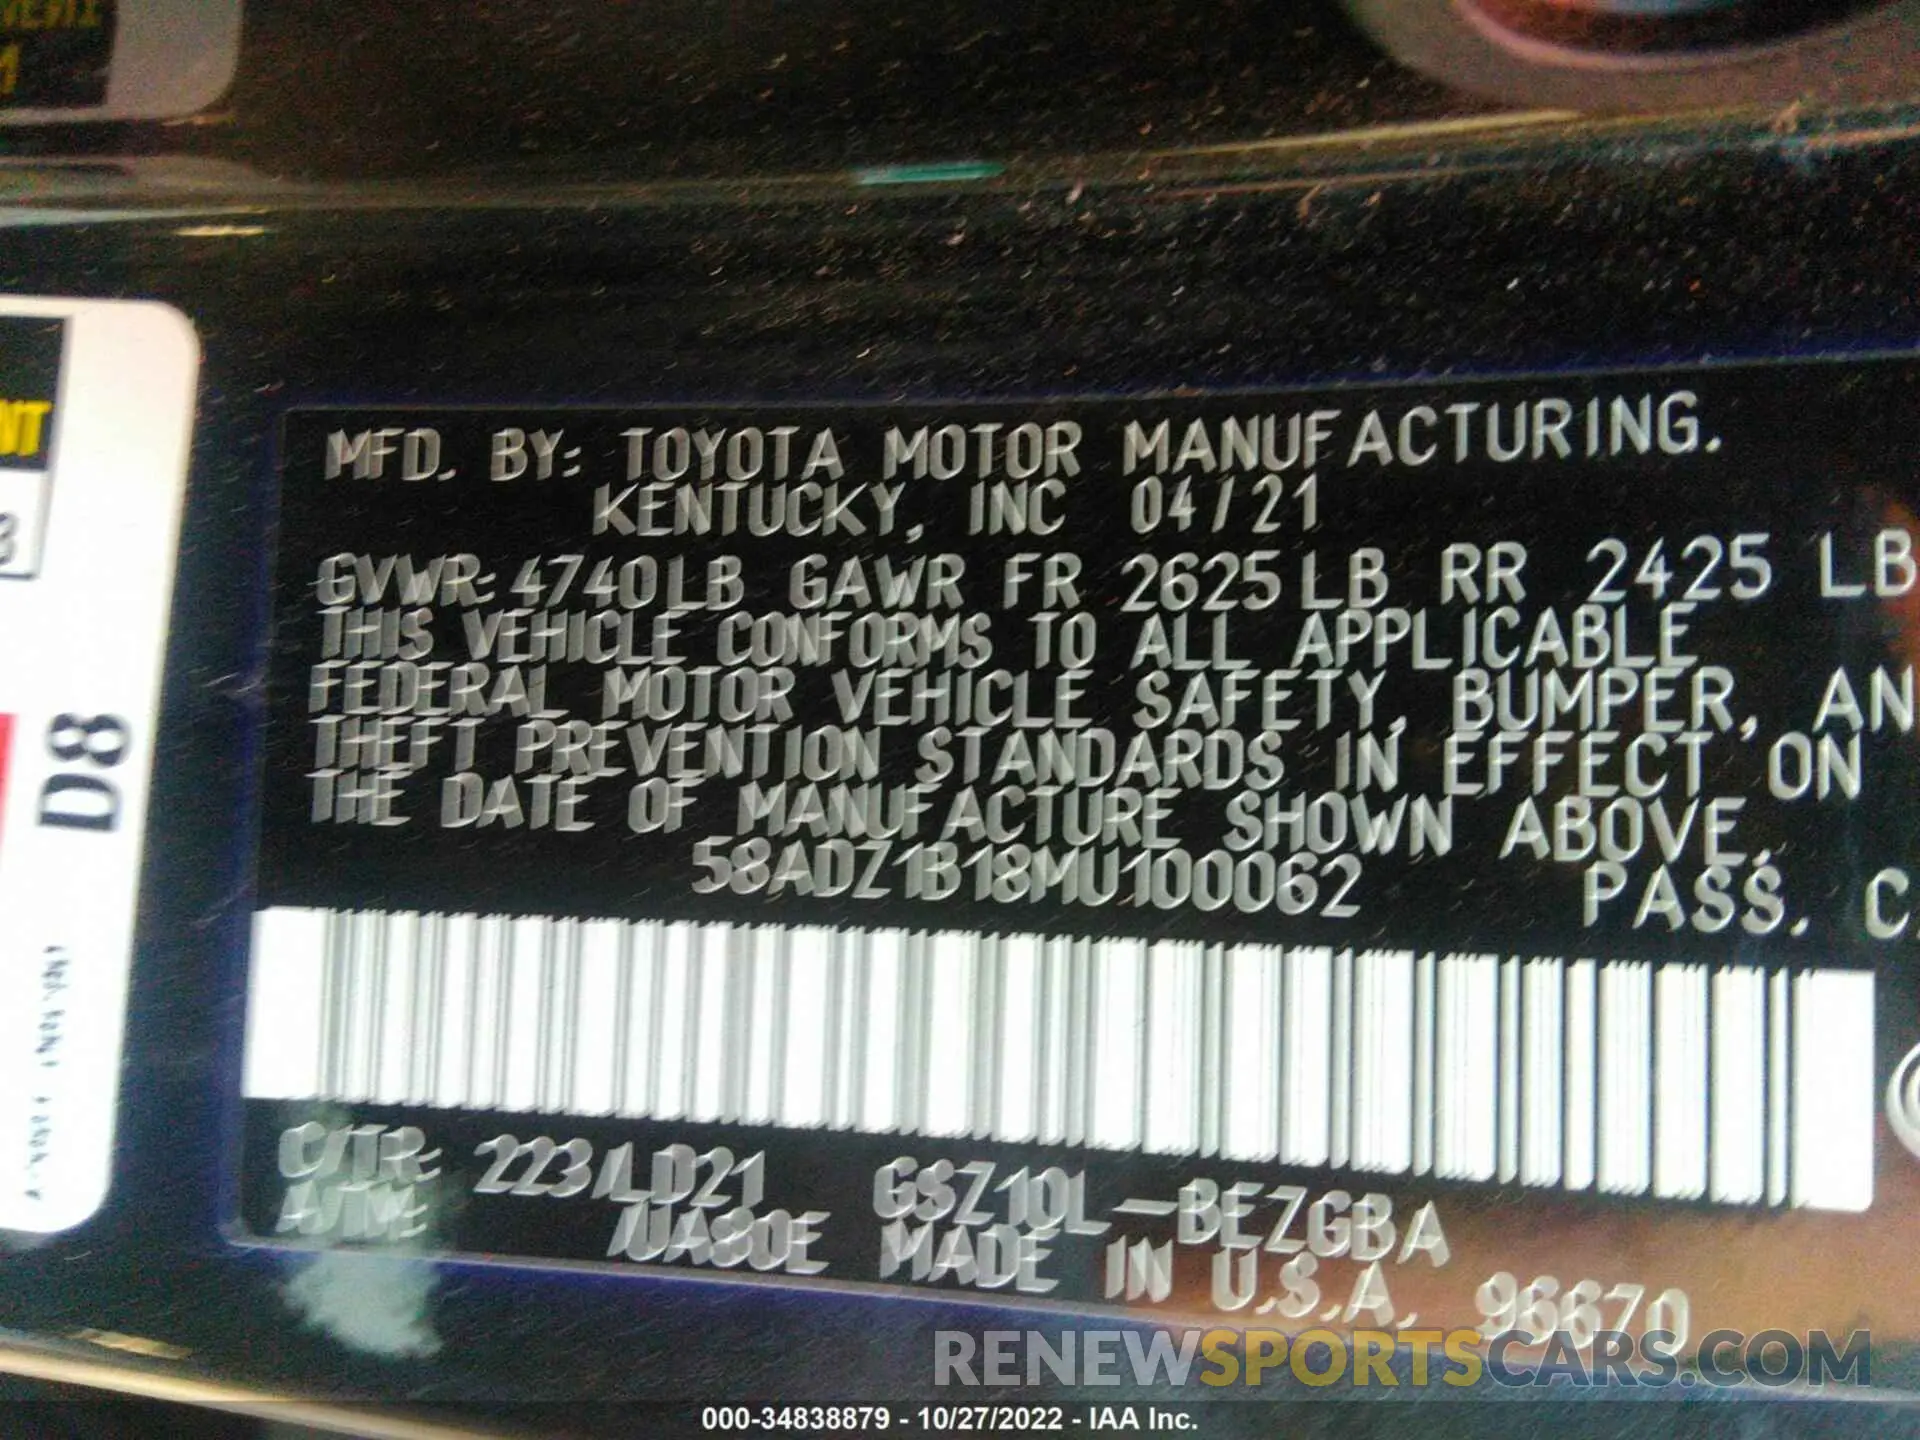 NT
3
D8
MFD. BY: TOYOTA MOTOR MANUFACTURING.
KENTUCKY, INC 04/21
GVWR: 4740LB GAWR FR 2625LB RR 2425 LB
THIS VEHICLE CONFORMS TO ALL APPLICABLE
FEDERAL MOTOR VEHICLE SAFETY, BUMPER, AN
THEFT PREVENTION STANDARDS IN EFFECT ON
THE DATE OF MANUFACTURE SHOWN ABOVE.
58ADZ1B18MU100062 PASS. C
C/TR: 223/LD21 GSZ10L-BEZGBA
A/TM: /UA80E MADE IN U.S.A. 96670
RENEWSPORTSCARS.COM
000-34838879 - 10/27/2022 - IAA Inc.